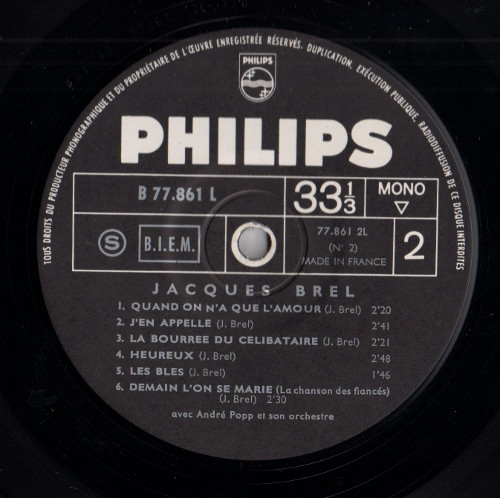 TOUS DROITS DU PRODUCTEUR PHONOGRAPHIQUE ET DU PROPRIÉTAIRE DE L'ŒUVRE ENREGISTRÉE RÉSERVÉS. DUPLICATION, EXÉCUTION PUBLIQUE, RADIODIFFUSION DE CE DISQUE INTERDITES
PHILIPS
PHILIPS
B 77.861 L
33 1/3
MONO
▽
S
B.I.E.M.
77.861 2L
(N° 2)
MADE IN FRANCE
2
JACQUES BREL
1. QUAND ON N'A QUE L'AMOUR (J. Brel) 2'20
2. J'EN APPELLE (J. Brel) 2'41
3. LA BOURREE DU CELIBATAIRE (J. Brel) 2'21
4. HEUREUX (J. Brel) 2'48
5. LES BLES (J. Brel) 1'46
6. DEMAIN L'ON SE MARIE (La chanson des fiancés)
(J. Brel) 2'30
avec André Popp et son orchestre